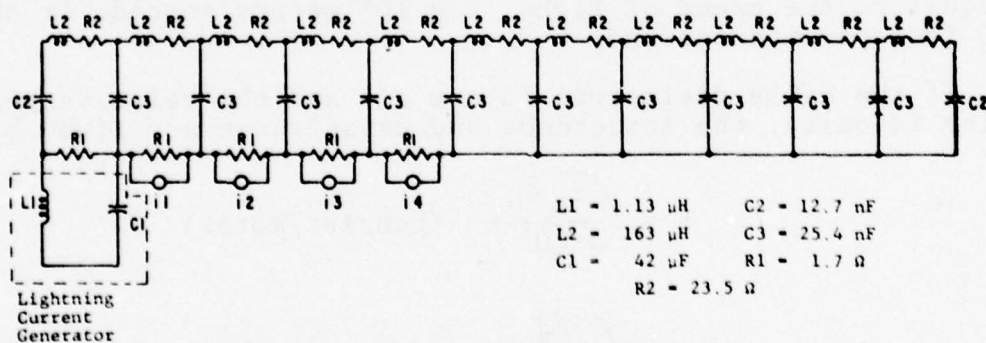 L2 R2 L2 R2 L2 R2 L2 R2 L2 R2 L2 R2 L2 R2 L2 R2 L2 R2 L2 R2 L2 R2
C2 C3 C3 C3 C3 C3 C3 C3 C3 C3 C3 C2
R1 R1 R1 R1 R1
i1 i2 i3 i4
L1 C1
L1 = 1.13 μH C2 = 12.7 nF
L2 = 163 μH C3 = 25.4 nF
C1 = 42 μF R1 = 1.7 Ω
R2 = 23.5 Ω
Lightning
Current
Generator